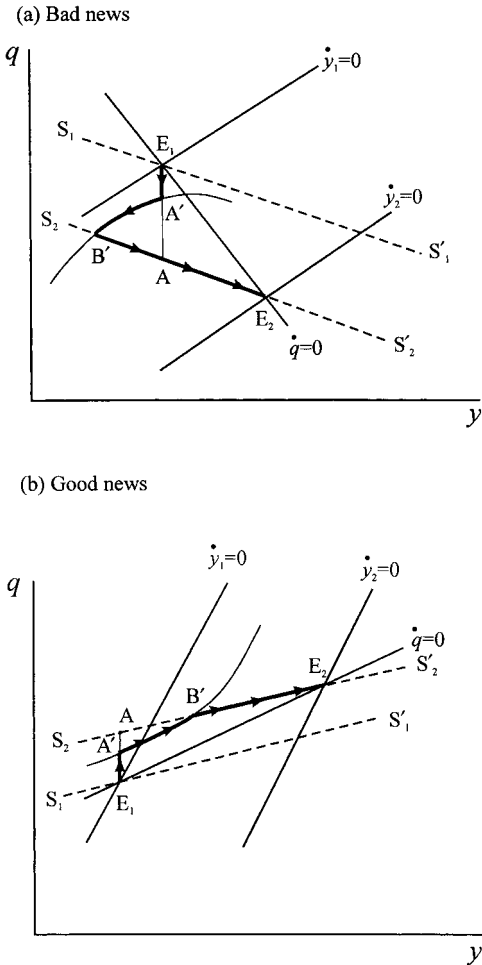 (a) Bad news
q
ẏ₁=0
S₁
E₁
ẏ₂=0
S₂
A′
B′
A
S′₁
E₂
q̇=0
S′₂
y
(b) Good news
q
ẏ₁=0
ẏ₂=0
q̇=0
E₂
S′₂
B′
A
S₂
A′
S′₁
S₁
E₁
y